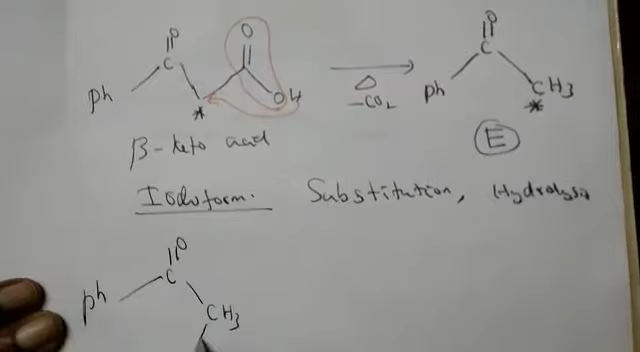 O O O
C C
Ph OH Δ Ph CH3
* -CO2 *
β-keto acid E
Iodoform. Substitution, Hydrolysis
O
C
Ph
CH3